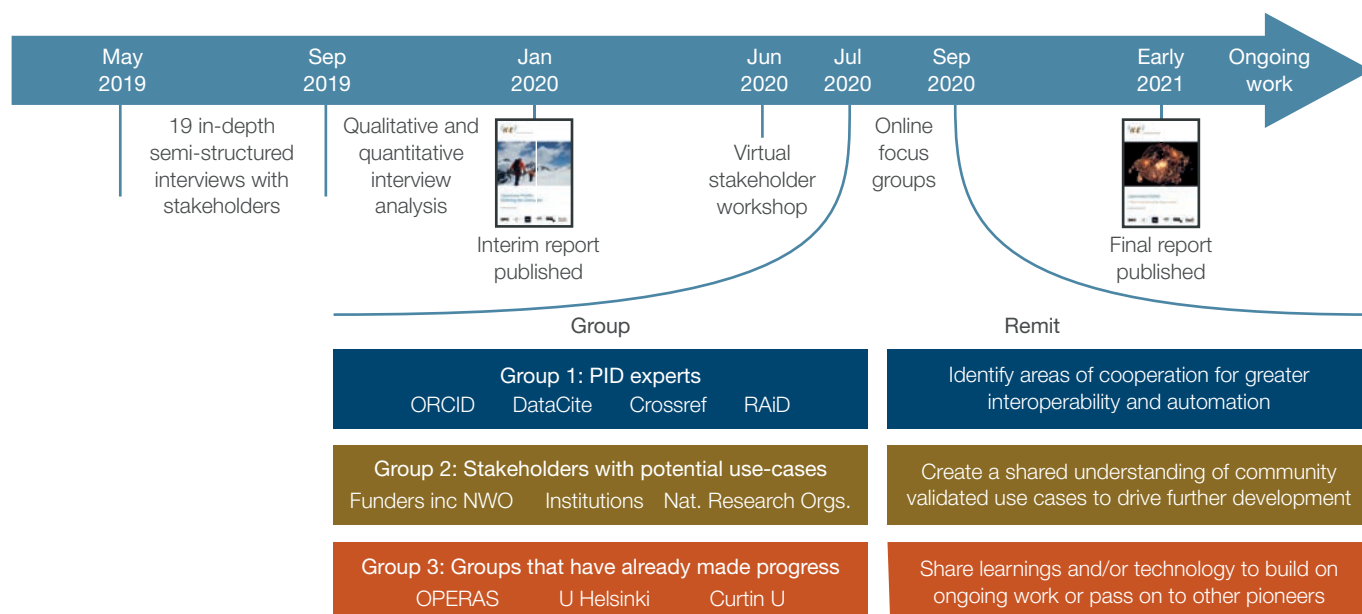 May
2019
Sep
2019
Jan
2020
Jun
2020
Jul
2020
Sep
2020
Early
2021
Ongoing
work
19 in-depth
semi-structured
interviews with
stakeholders
Qualitative and
quantitative
interview
analysis
Interim report
published
Virtual
stakeholder
workshop
Online
focus
groups
Final report
published
Group
Remit
Group 1: PID experts
ORCID DataCite Crossref RAiD
Identify areas of cooperation for greater
interoperability and automation
Group 2: Stakeholders with potential use-cases
Funders inc NWO Institutions Nat. Research Orgs.
Create a shared understanding of community
validated use cases to drive further development
Group 3: Groups that have already made progress
OPERAS U Helsinki Curtin U
Share learnings and/or technology to build on
ongoing work or pass on to other pioneers